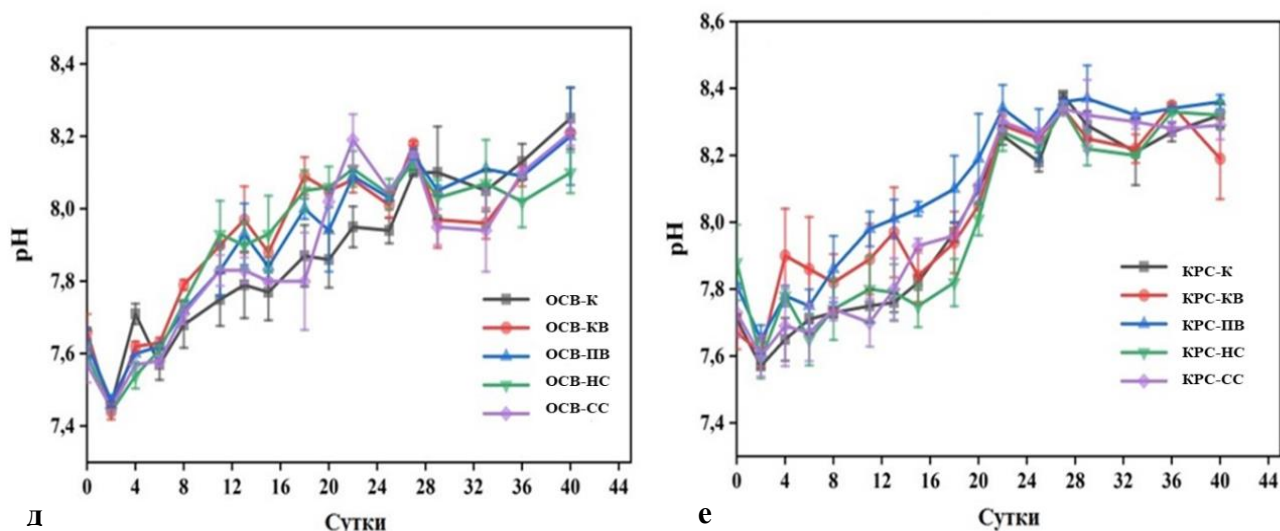 8,4
8,2
8,0
7,8
7,6
7,4
pH
0 4 8 12 16 20 24 28 32 36 40 44
Сутки
ОСВ-К
ОСВ-КВ
ОСВ-ПВ
ОСВ-НС
ОСВ-СС
д
8,6
8,4
8,2
8,0
7,8
7,6
7,4
pH
0 4 8 12 16 20 24 28 32 36 40 44
Сутки
КРС-К
КРС-КВ
КРС-ПВ
КРС-НС
КРС-СС
е